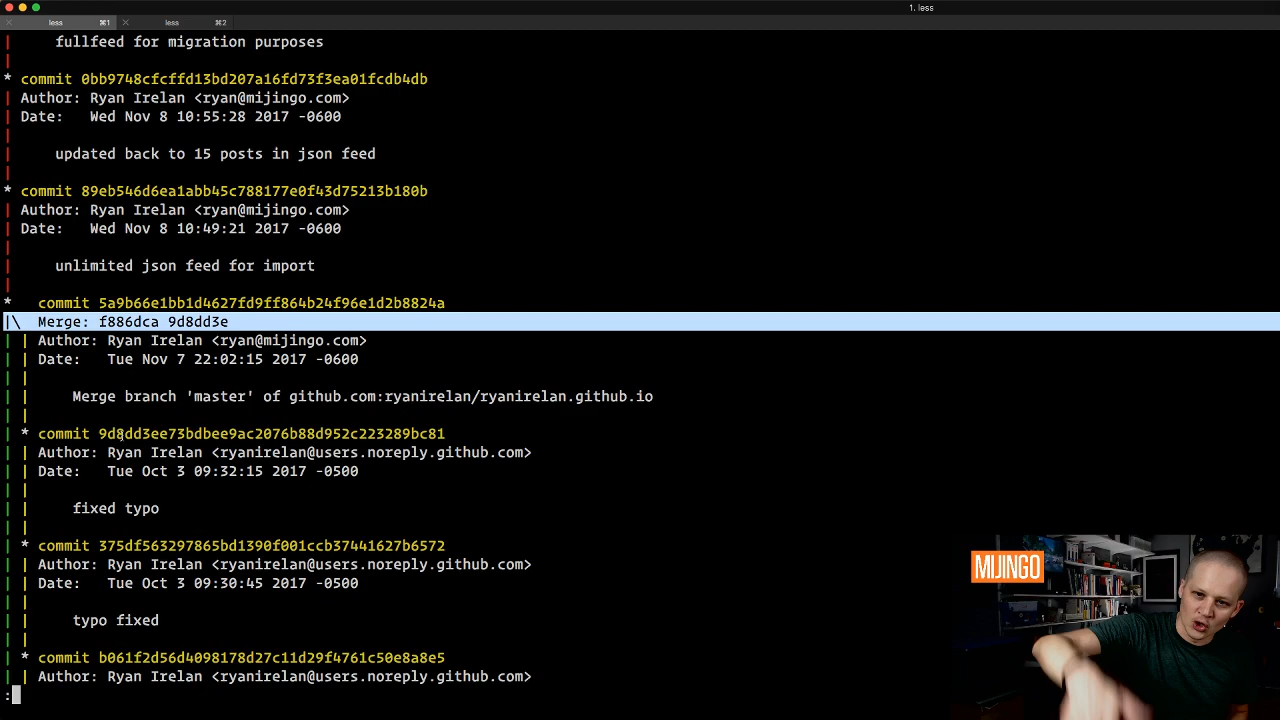 1. less
less ⌘1 less ⌘2
fullfeed for migration purposes
* commit 0bb9748cfcffd13bd207a16fd73f3ea01fcdb4db
Author: Ryan Irelan <ryan@mijingo.com>
Date: Wed Nov 8 10:55:28 2017 -0600
updated back to 15 posts in json feed
* commit 89eb546d6ea1abb45c788177e0f43d75213b180b
Author: Ryan Irelan <ryan@mijingo.com>
Date: Wed Nov 8 10:49:21 2017 -0600
unlimited json feed for import
* commit 5a9b66e1bb1d4627fd9ff864b24f96e1d2b8824a
|\ Merge: f886dca 9d8dd3e
| | Author: Ryan Irelan <ryan@mijingo.com>
| | Date: Tue Nov 7 22:02:15 2017 -0600
| | Merge branch 'master' of github.com:ryanirelan/ryanirelan.github.io
| * commit 9d8dd3ee73bdbee9ac2076b88d952c223289bc81
| | Author: Ryan Irelan <ryanirelan@users.noreply.github.com>
| | Date: Tue Oct 3 09:32:15 2017 -0500
| | fixed typo
| * commit 375df563297865bd1390f001ccb37441627b6572
| | Author: Ryan Irelan <ryanirelan@users.noreply.github.com>
| | Date: Tue Oct 3 09:30:45 2017 -0500
| | typo fixed
| * commit b061f2d56d4098178d27c11d29f4761c50e8a8e5
| | Author: Ryan Irelan <ryanirelan@users.noreply.github.com>
:
MIJINGO